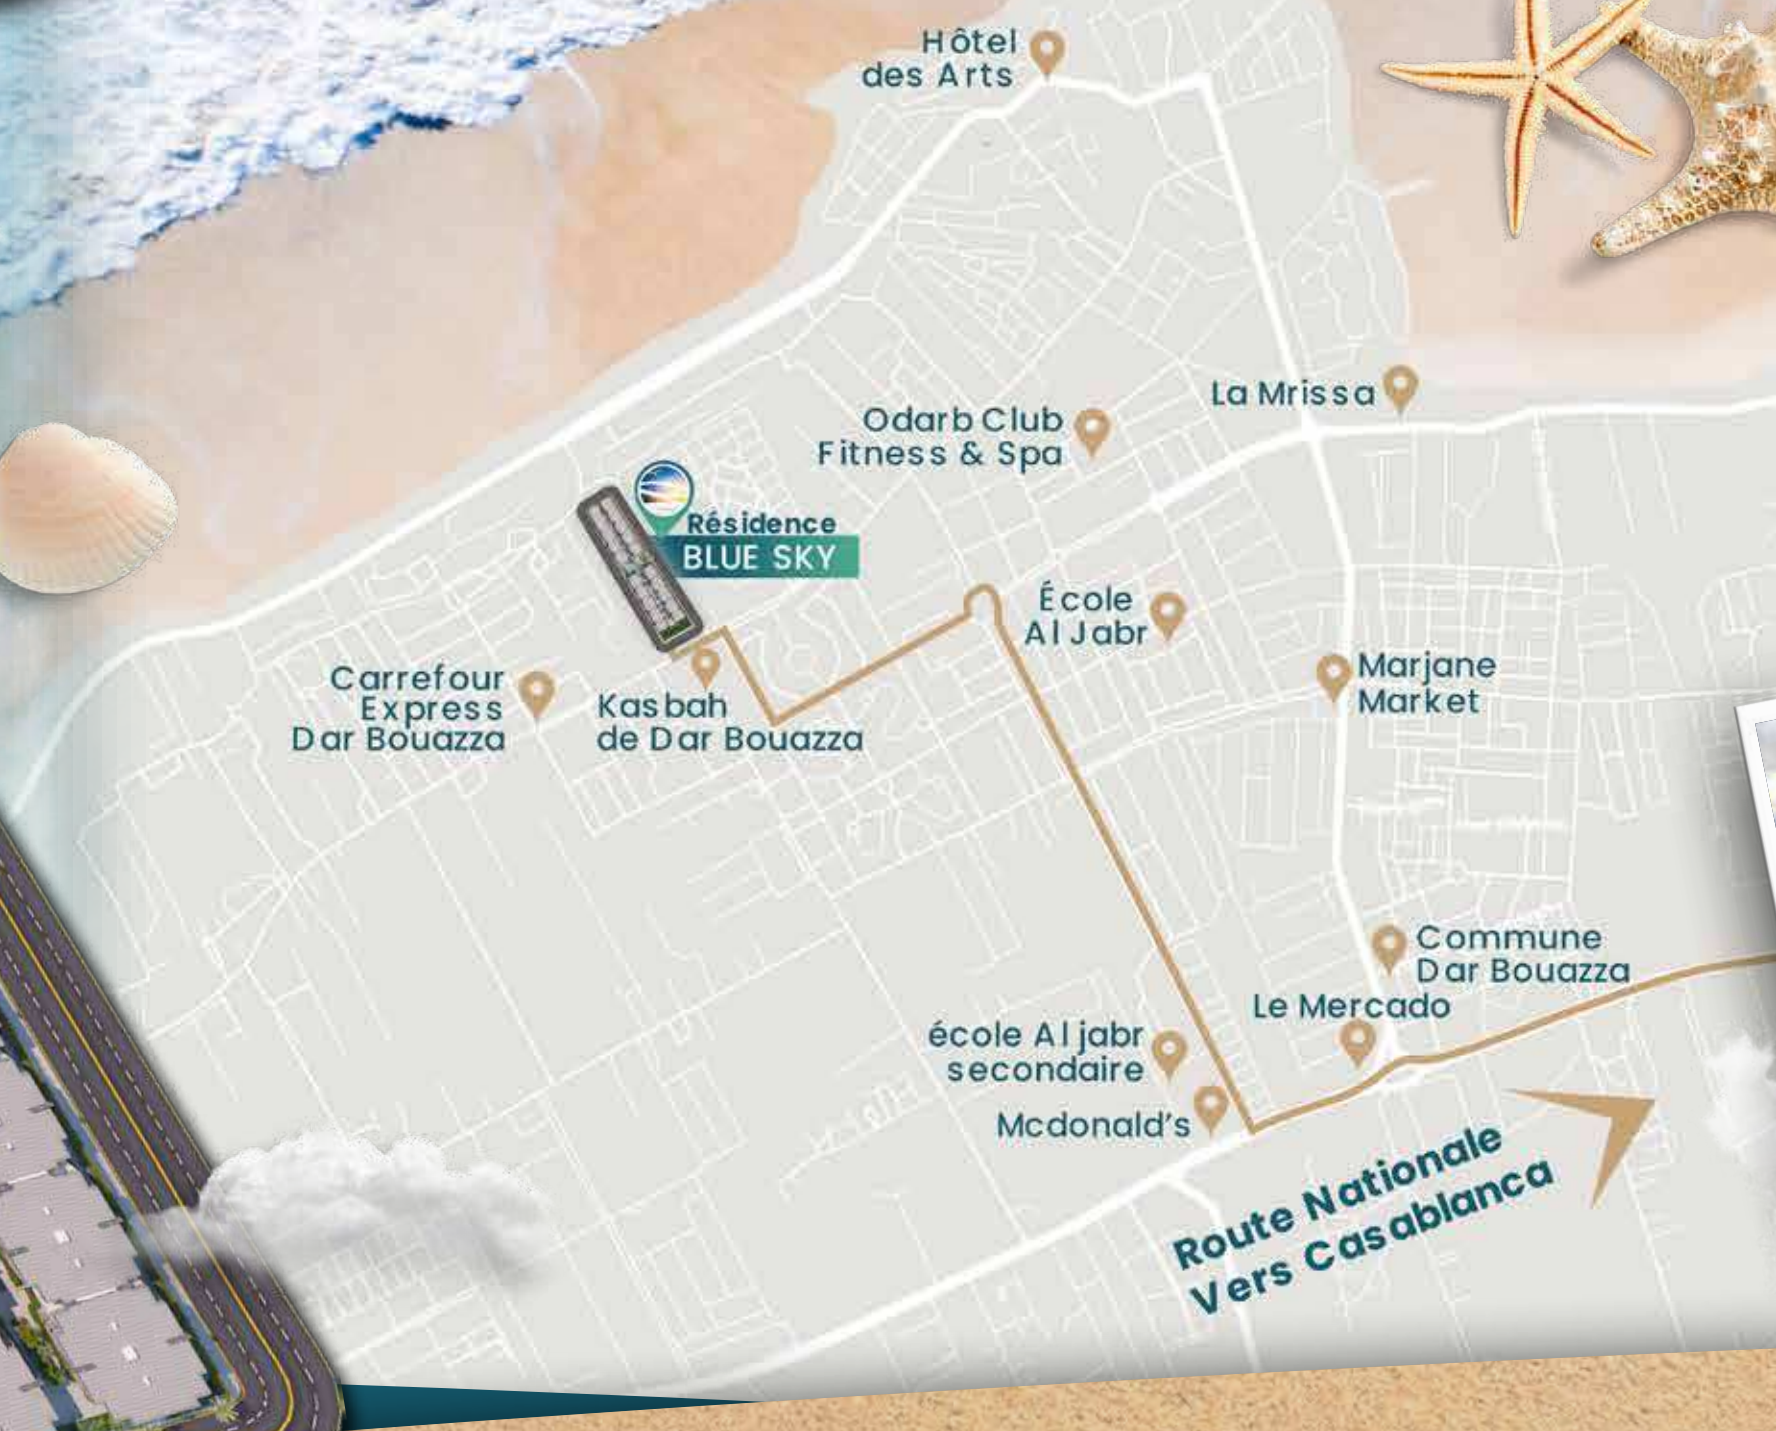 Hôtel
des Arts
La Mrissa
Odarb Club
Fitness & Spa
Résidence
BLUE SKY
École
Al Jabr
Marjane
Market
Carrefour
Express
Dar Bouazza
Kasbah
de Dar Bouazza
Commune
Dar Bouazza
Le Mercado
école Al jabr
secondaire
Mcdonald's
Route Nationale
Vers Casablanca